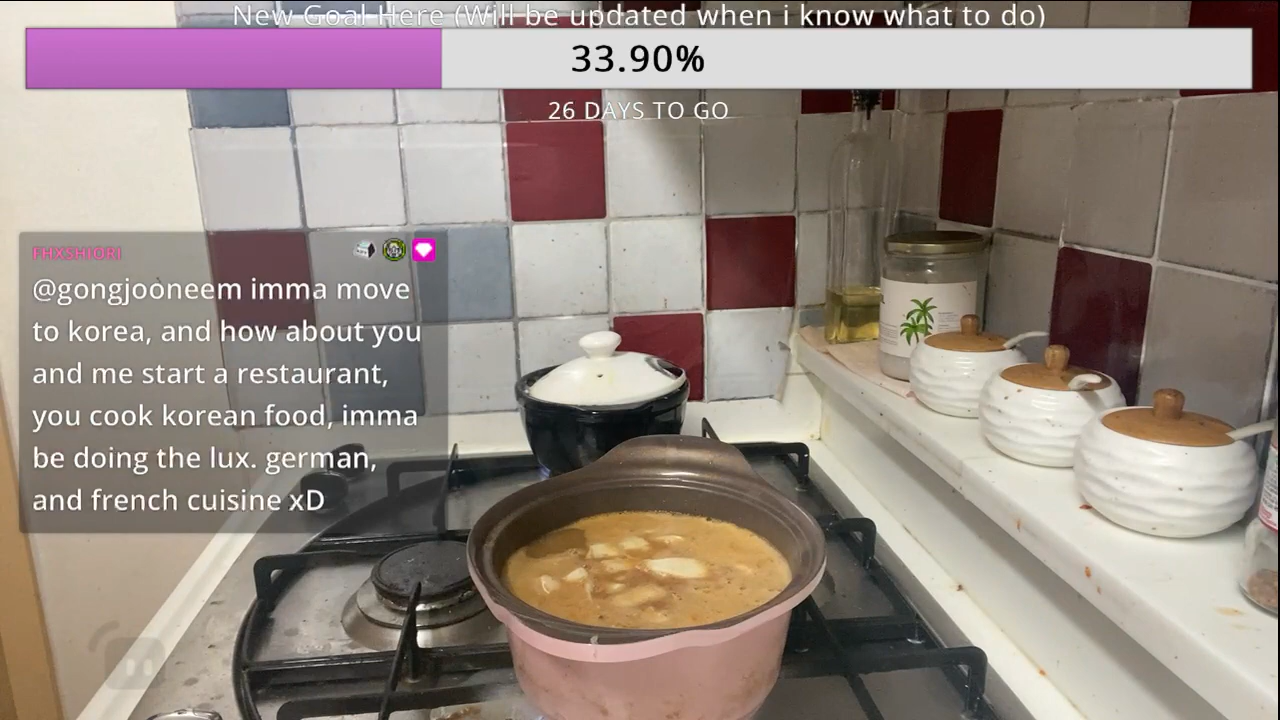 New Goal Here (Will be updated when i know what to do)
33.90%
26 DAYS TO GO
FHXSHIORI
@gongjooneem imma move
to korea, and how about you
and me start a restaurant,
you cook korean food, imma
be doing the lux. german,
and french cuisine xD